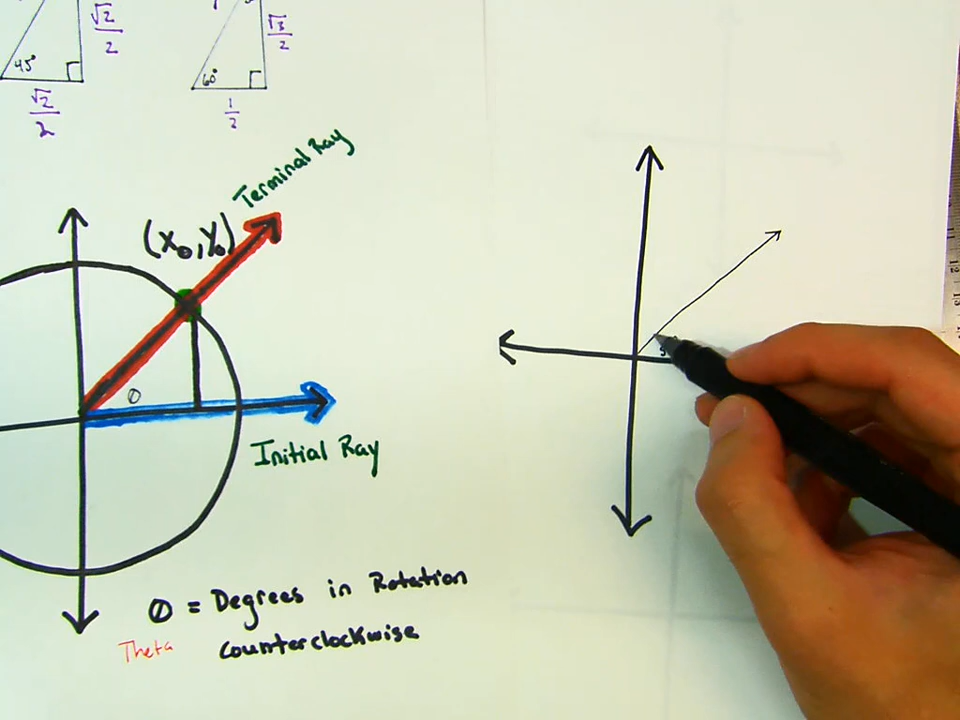 √2
2
45°
√2
2
√3
2
60°
1
2
Terminal Ray
(X₀, Y₀)
θ
Initial Ray
θ = Degrees in Rotation
Theta counterclockwise